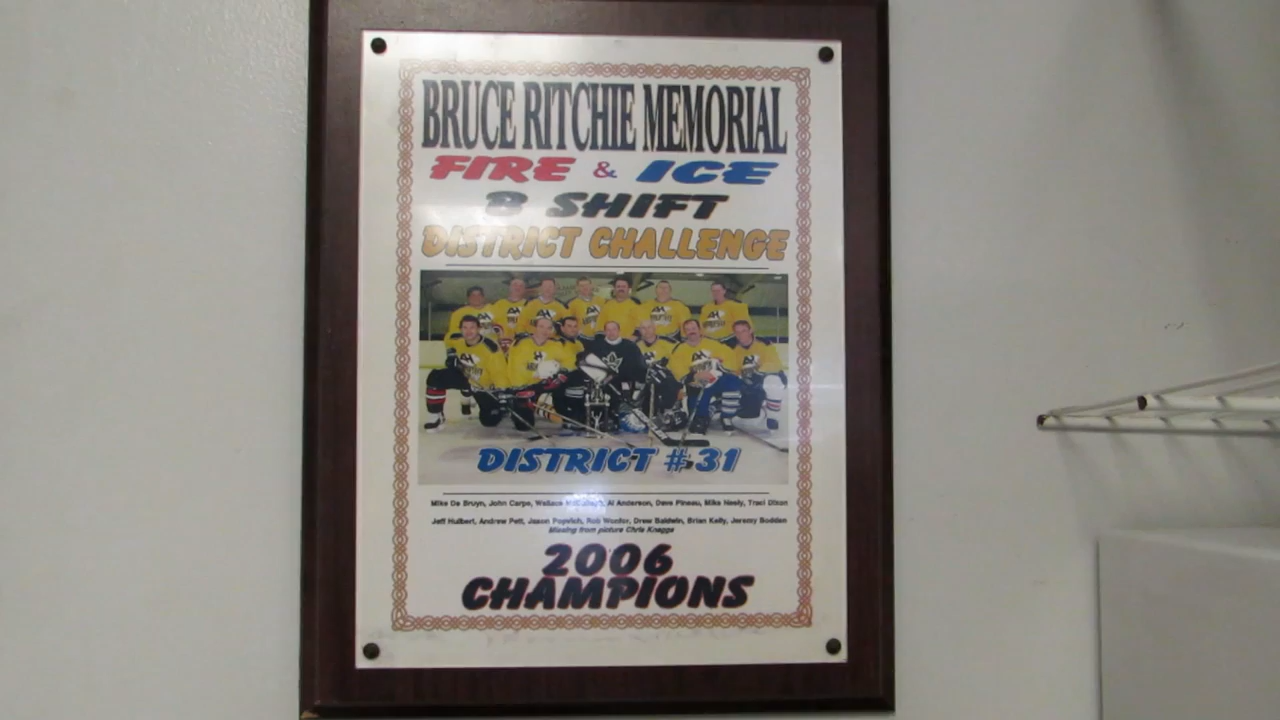 BRUCE RITCHIE MEMORIAL
FIRE & ICE
B SHIFT
DISTRICT CHALLENGE
DISTRICT #31
Mike De Bruyn, John Carpe, Wallace Al Anderson, Dave Pineau, Mike Neely, Traci Dixon
Jeff Hulbert, Andrew Pett, Jason Popvich, Rob Drew Baldwin, Brian Kelly, Jeremy Bodden
Missing from picture Chris Knaggs
2006
CHAMPIONS